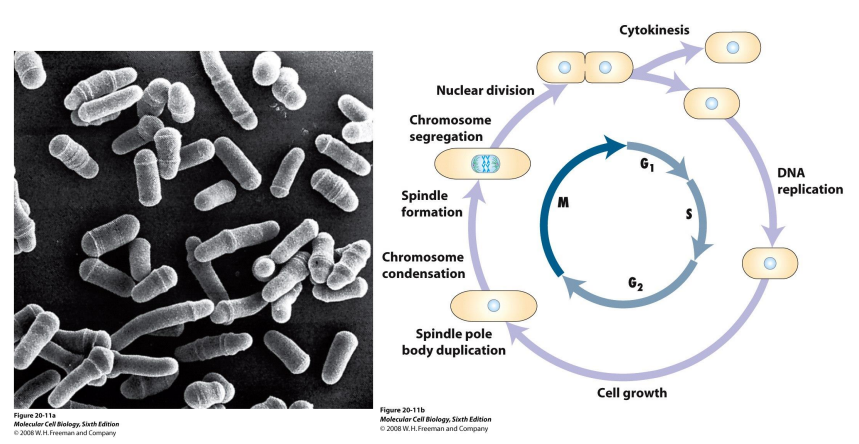 Cytokinesis
Nuclear division
Chromosome
segregation
Spindle
formation
Chromosome
condensation
Spindle pole
body duplication
Cell growth
DNA
replication
G₁
S
G₂
M
Figure 20-11a
Molecular Cell Biology, Sixth Edition
© 2008 W. H. Freeman and Company
Figure 20-11b
Molecular Cell Biology, Sixth Edition
© 2008 W. H. Freeman and Company